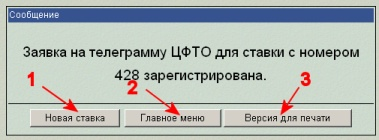 Сообщение
Заявка на телеграмму ЦФТО для ставки с номером
428 зарегистрирована.
1
2
3
Новая ставка
Главное меню
Версия для печати